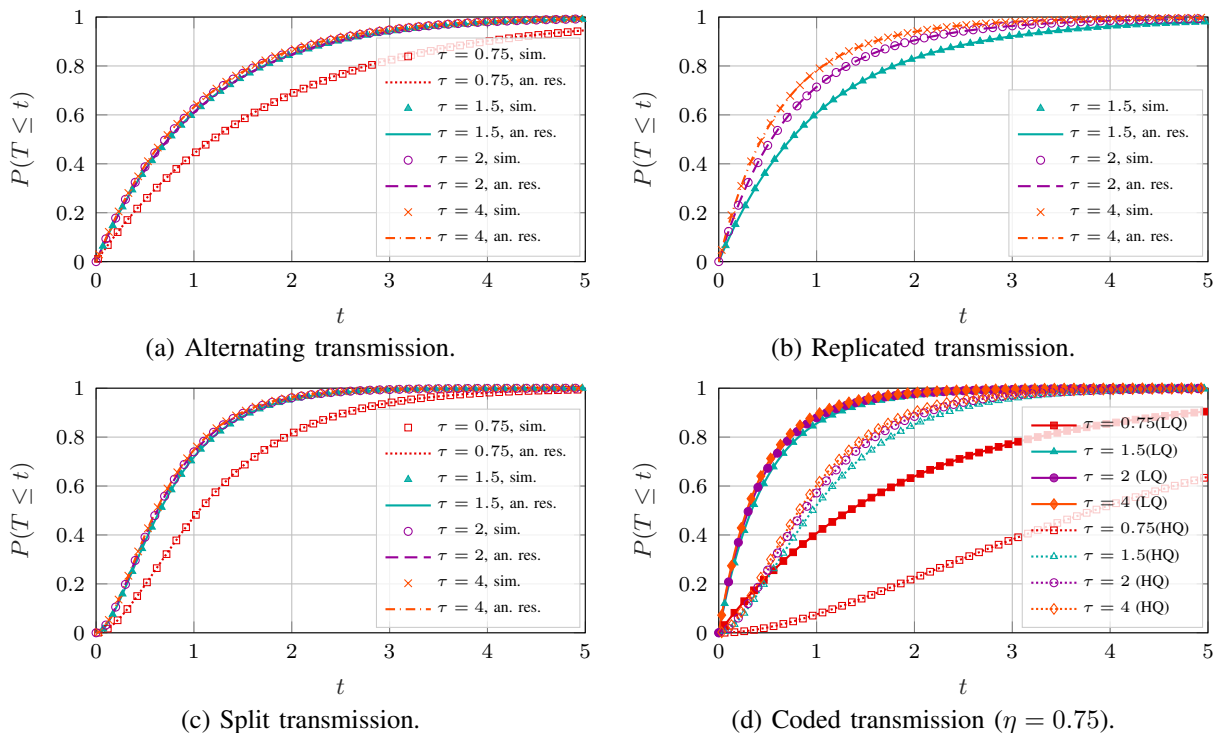 1
0.8
0.6
0.4
0.2
0
P(T ≤ t)
0 1 2 3 4 5
t
τ = 0.75, sim.
τ = 0.75, an. res.
τ = 1.5, sim.
τ = 1.5, an. res.
τ = 2, sim.
τ = 2, an. res.
τ = 4, sim.
τ = 4, an. res.
(a) Alternating transmission.
1
0.8
0.6
0.4
0.2
0
P(T ≤ t)
0 1 2 3 4 5
t
τ = 1.5, sim.
τ = 1.5, an. res.
τ = 2, sim.
τ = 2, an. res.
τ = 4, sim.
τ = 4, an. res.
(b) Replicated transmission.
1
0.8
0.6
0.4
0.2
0
P(T ≤ t)
0 1 2 3 4 5
t
τ = 0.75, sim.
τ = 0.75, an. res.
τ = 1.5, sim.
τ = 1.5, an. res.
τ = 2, sim.
τ = 2, an. res.
τ = 4, sim.
τ = 4, an. res.
(c) Split transmission.
1
0.8
0.6
0.4
0.2
0
P(T ≤ t)
0 1 2 3 4 5
t
τ = 0.75(LQ)
τ = 1.5(LQ)
τ = 2 (LQ)
τ = 4 (LQ)
τ = 0.75(HQ)
τ = 1.5(HQ)
τ = 2 (HQ)
τ = 4 (HQ)
(d) Coded transmission (η = 0.75).